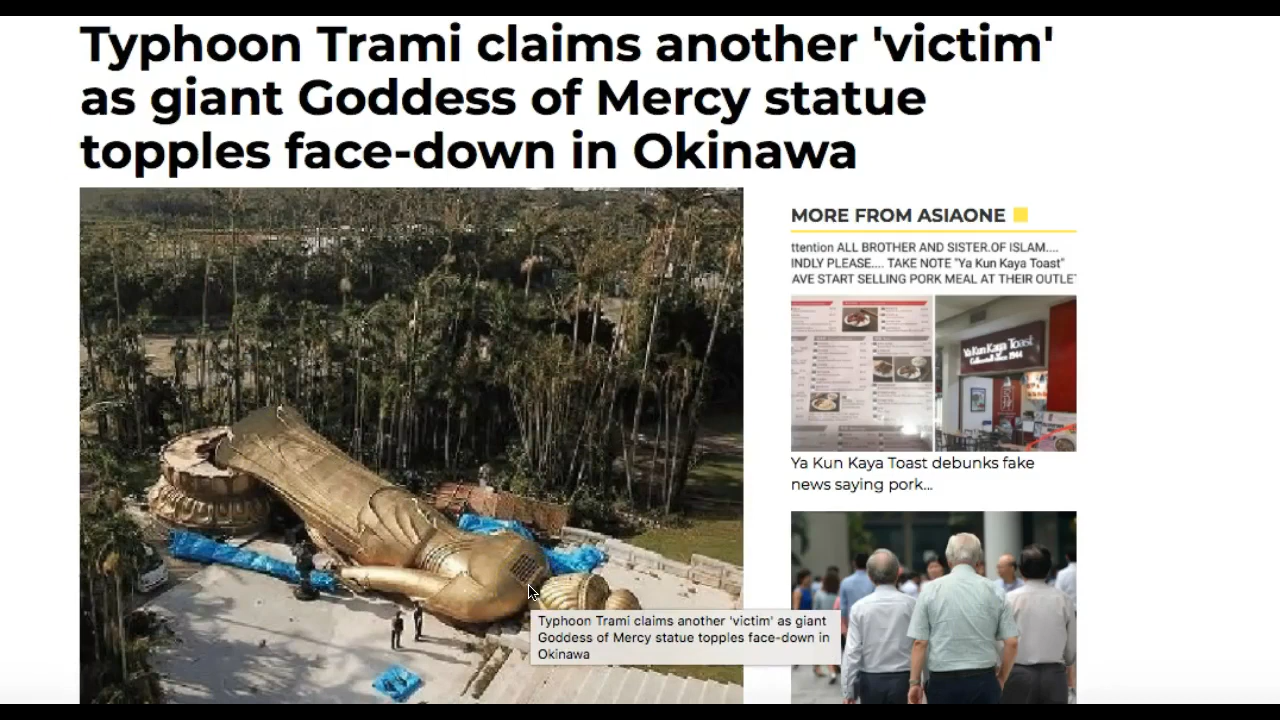 Typhoon Trami claims another 'victim'
as giant Goddess of Mercy statue
topples face-down in Okinawa
MORE FROM ASIAONE
ttention ALL BROTHER AND SISTER.OF ISLAM....
INDLY PLEASE.... TAKE NOTE "Ya Kun Kaya Toast"
AVE START SELLING PORK MEAL AT THEIR OUTLE
Ya Kun Kaya Toast
Ya Kun Kaya Toast debunks fake
news saying pork...
Typhoon Trami claims another 'victim' as giant
Goddess of Mercy statue topples face-down in
Okinawa